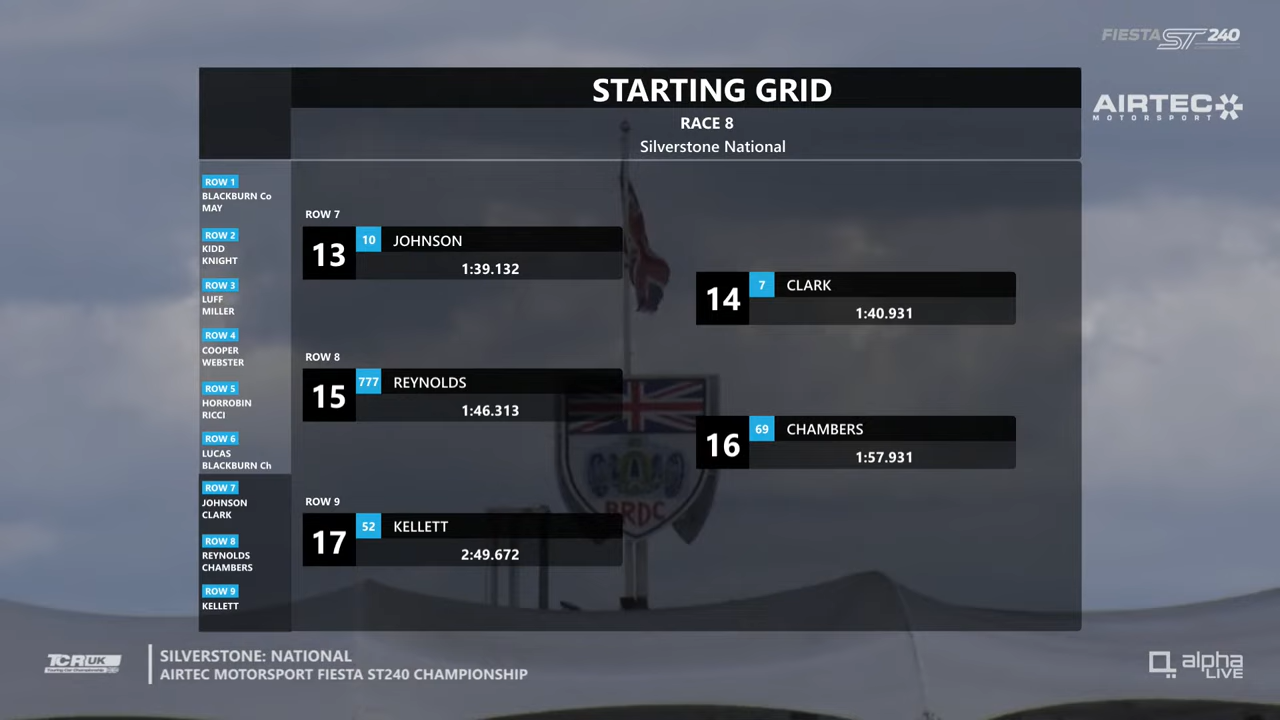 FIESTA ST 240
AIRTEC
MOTORSPORT
STARTING GRID
RACE 8
Silverstone National
ROW 1
BLACKBURN Co
MAY
ROW 2
KIDD
KNIGHT
ROW 3
LUFF
MILLER
ROW 4
COOPER
WEBSTER
ROW 5
HORROBIN
RICCI
ROW 6
LUCAS
BLACKBURN Ch
ROW 7
JOHNSON
CLARK
ROW 8
REYNOLDS
CHAMBERS
ROW 9
KELLETT
ROW 7
13 10 JOHNSON
1:39.132
14 7 CLARK
1:40.931
ROW 8
15 777 REYNOLDS
1:46.313
16 69 CHAMBERS
1:57.931
ROW 9
17 52 KELLETT
2:49.672
BRDC
TCR UK
SILVERSTONE: NATIONAL
AIRTEC MOTORSPORT FIESTA ST240 CHAMPIONSHIP
alpha
LIVE